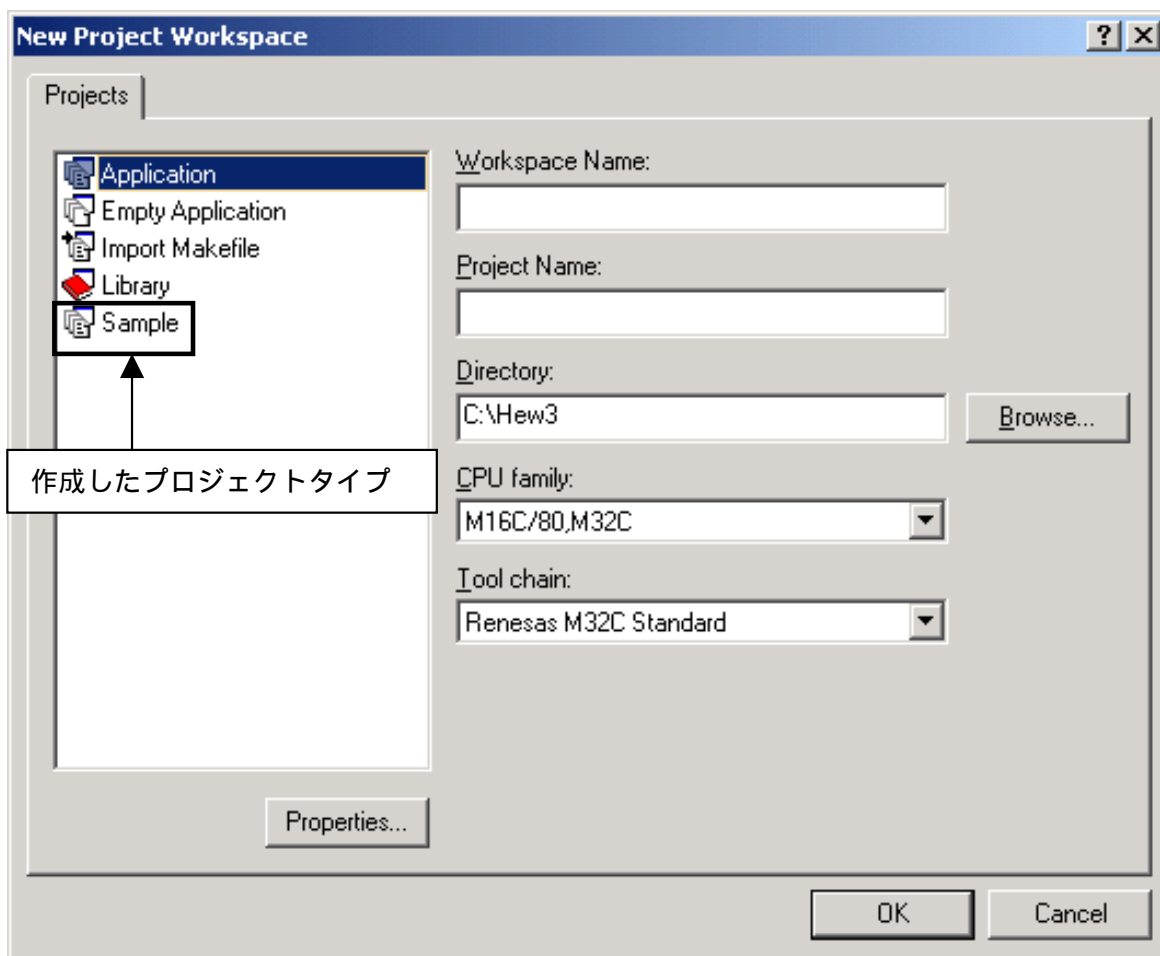 New Project Workspace
Projects
Application
Empty Application
Import Makefile
Library
Sample
作成したプロジェクトタイプ
Properties...
Workspace Name:
Project Name:
Directory:
C:\Hew3
Browse...
CPU family:
M16C/80,M32C
Tool chain:
Renesas M32C Standard
OK
Cancel